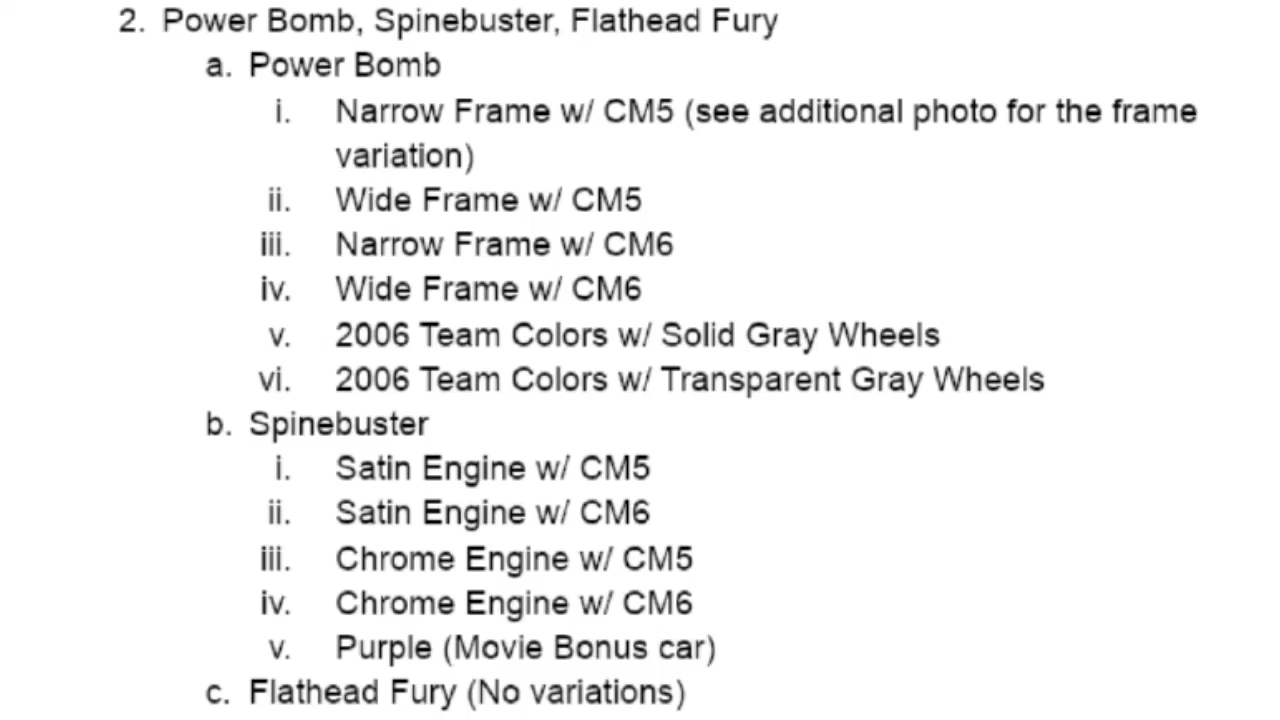 2. Power Bomb, Spinebuster, Flathead Fury
a. Power Bomb
i. Narrow Frame w/ CM5 (see additional photo for the frame
variation)
ii. Wide Frame w/ CM5
iii. Narrow Frame w/ CM6
iv. Wide Frame w/ CM6
v. 2006 Team Colors w/ Solid Gray Wheels
vi. 2006 Team Colors w/ Transparent Gray Wheels
b. Spinebuster
i. Satin Engine w/ CM5
ii. Satin Engine w/ CM6
iii. Chrome Engine w/ CM5
iv. Chrome Engine w/ CM6
v. Purple (Movie Bonus car)
c. Flathead Fury (No variations)